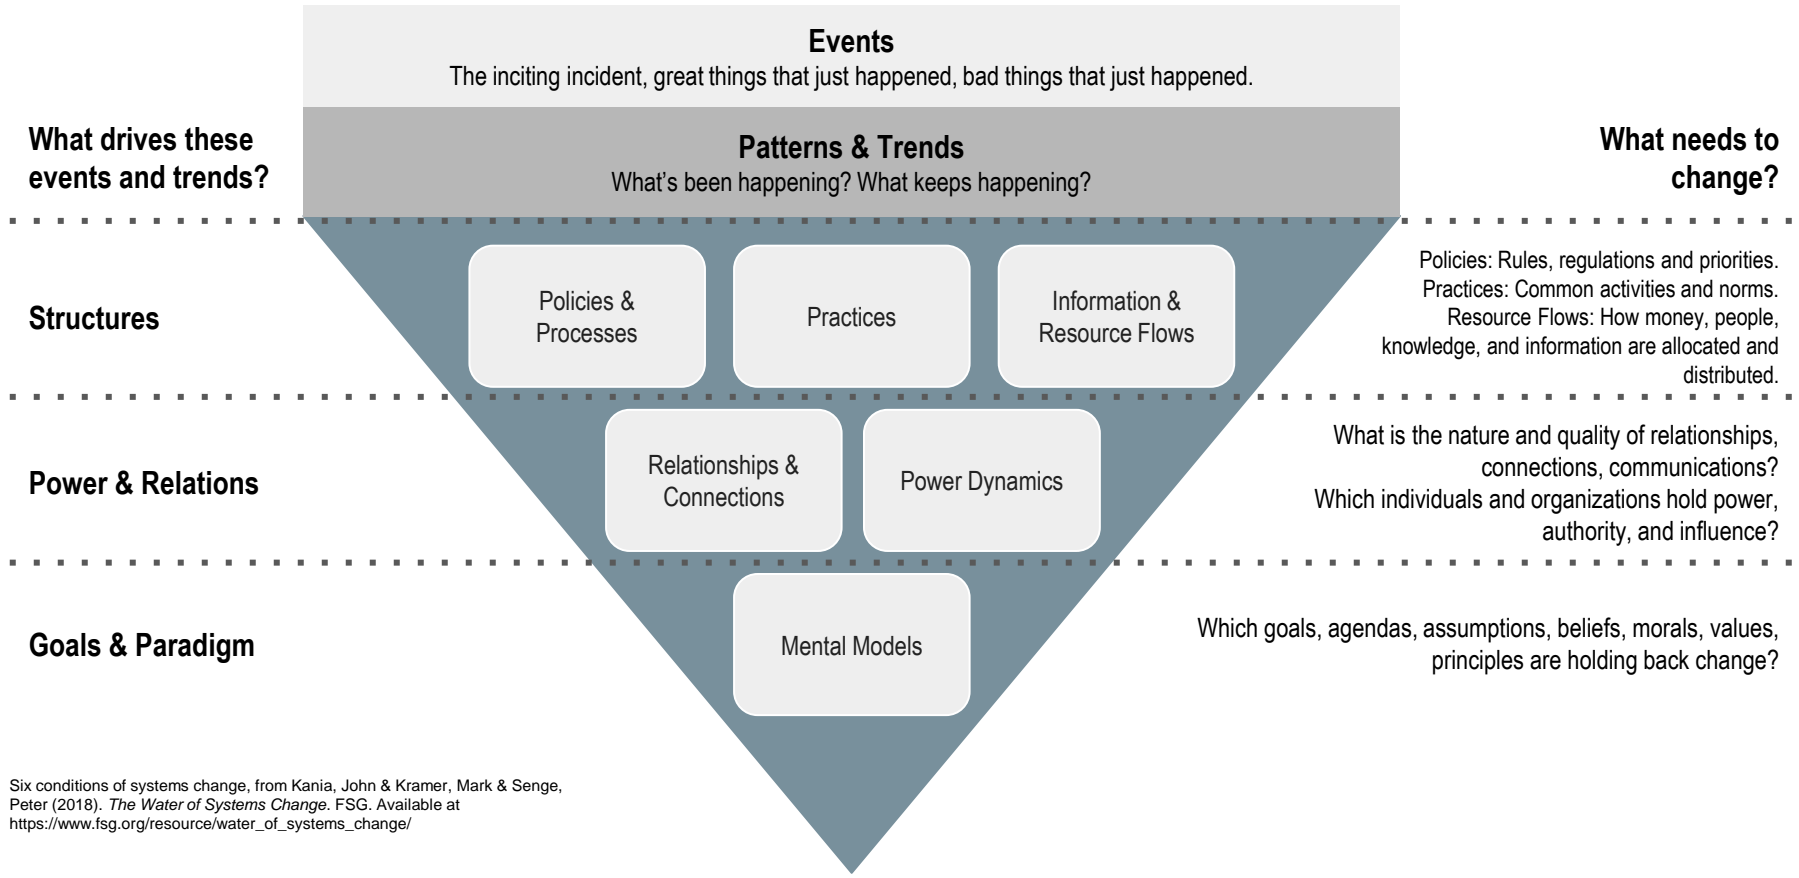 Events
The inciting incident, great things that just happened, bad things that just happened.
What drives these
events and trends?
Patterns & Trends
What’s been happening? What keeps happening?
What needs to
change?
Structures
Policies &
Processes
Practices
Information &
Resource Flows
Policies: Rules, regulations and priorities.
Practices: Common activities and norms.
Resource Flows: How money, people,
knowledge, and information are allocated and
distributed.
Power & Relations
Relationships &
Connections
Power Dynamics
What is the nature and quality of relationships,
connections, communications?
Which individuals and organizations hold power,
authority, and influence?
Goals & Paradigm
Mental Models
Which goals, agendas, assumptions, beliefs, morals, values,
principles are holding back change?
Six conditions of systems change, from Kania, John & Kramer, Mark & Senge,
Peter (2018). The Water of Systems Change. FSG. Available at
https://www.fsg.org/resource/water_of_systems_change/